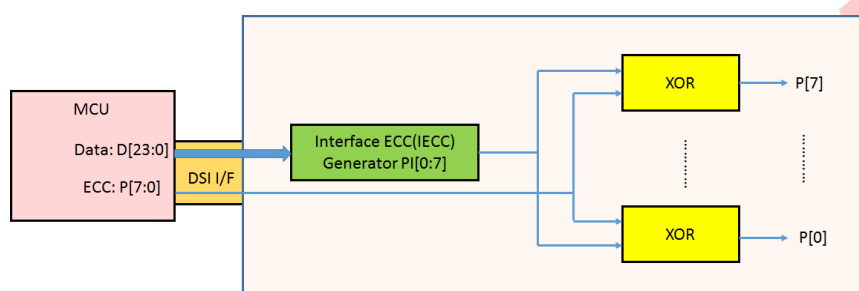 MCU
Data: D[23:0]
ECC: P[7:0]
DSI I/F
Interface ECC(IECC)
Generator PI[0:7]
XOR
P[7]
XOR
P[0]